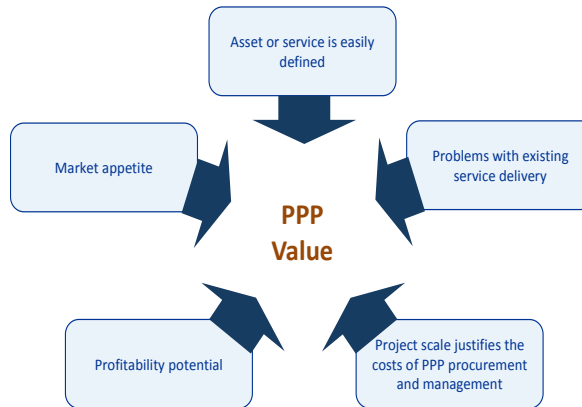 Asset or service is easily
defined
Market appetite
Problems with existing
service delivery
PPP
Value
Profitability potential
Project scale justifies the
costs of PPP procurement
and management